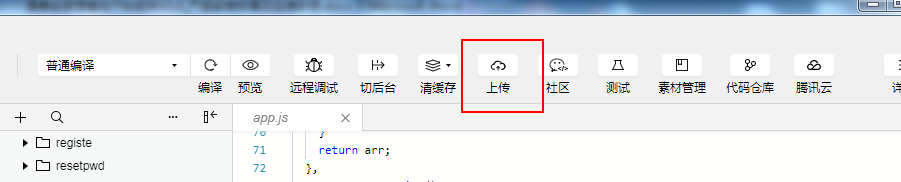 普通编译
编译 预览 远程调试 切后台 清缓存 上传 社区 测试 素材管理 代码仓库 腾讯云
app.js
70 }
registe
71 return arr;
resetpwd
72 },